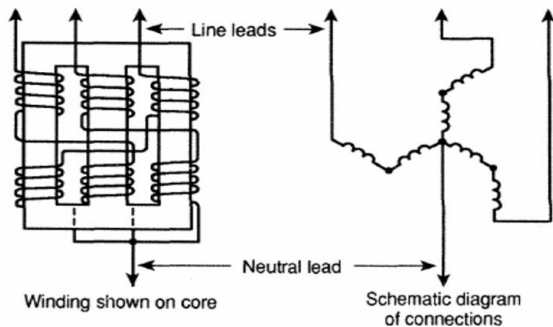 Line leads
Neutral lead
Winding shown on core
Schematic diagram
of connections